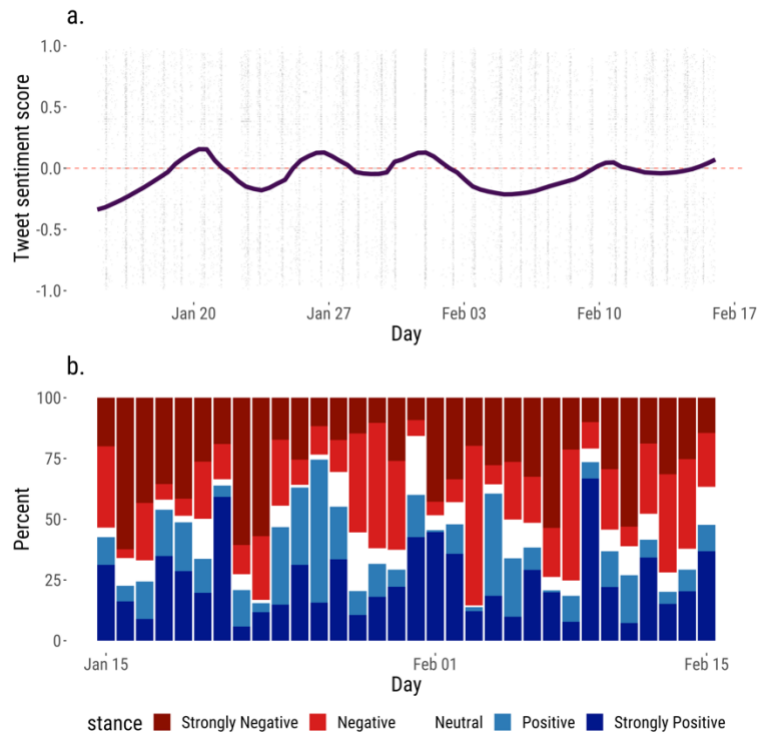 a.
Tweet sentiment score
1.0
0.5
0.0
-0.5
-1.0
Jan 20 Jan 27 Feb 03 Feb 10 Feb 17
Day
b.
Percent
100
75
50
25
0
Jan 15 Feb 01 Feb 15
Day
stance Strongly Negative Negative Neutral Positive Strongly Positive